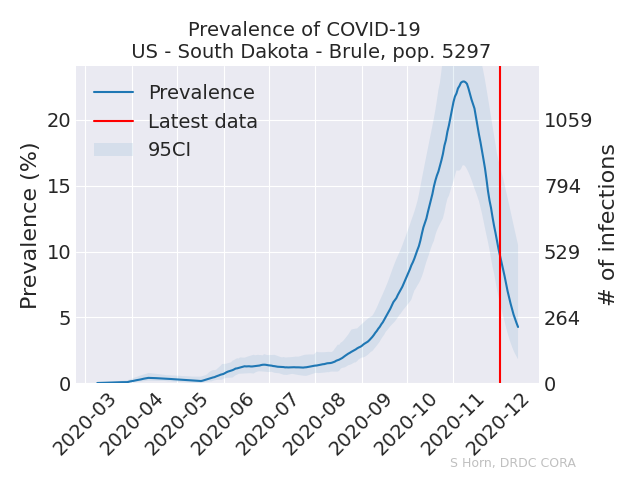 Prevalence of COVID-19
US - South Dakota - Brule, pop. 5297
Prevalence
Latest data
95CI
Prevalence (%)
20
15
10
5
0
1059
794
529
264
0
# of infections
2020-03
2020-04
2020-05
2020-06
2020-07
2020-08
2020-09
2020-10
2020-11
2020-12
S Horn, DRDC CORA